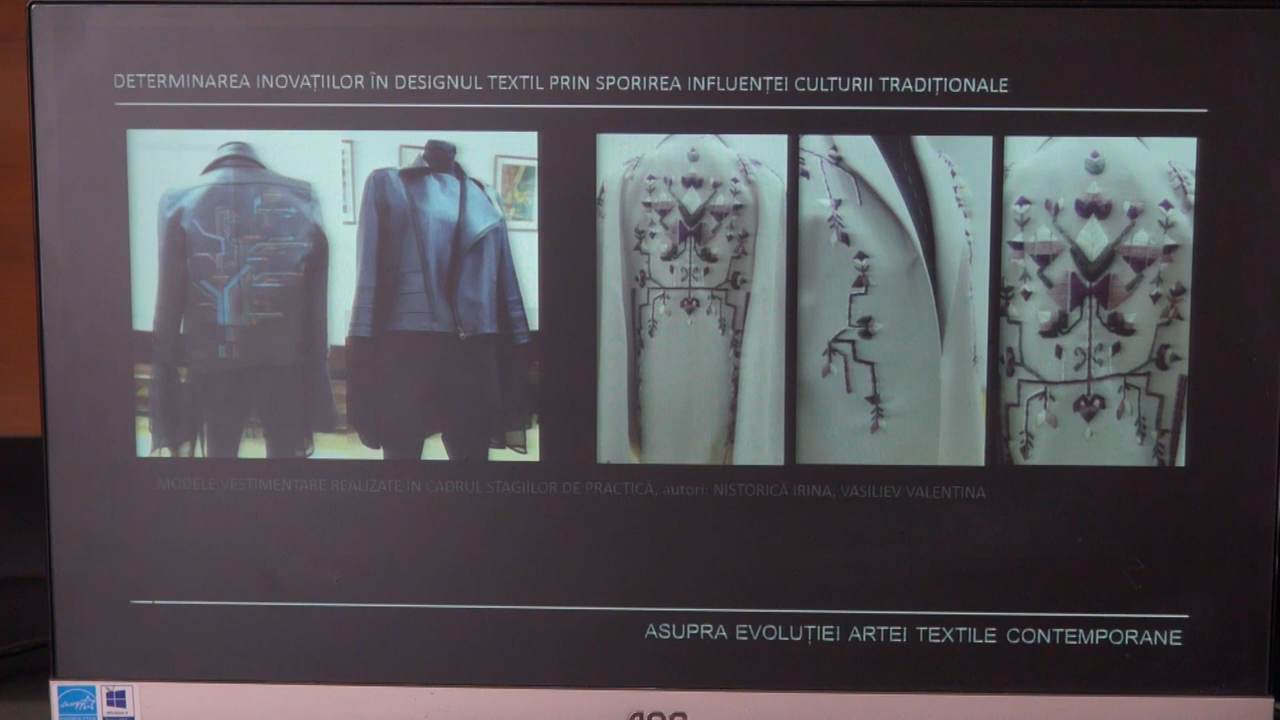 DETERMINAREA INOVAȚIILOR ÎN DESIGNUL TEXTIL PRIN SPORIREA INFLUENȚEI CULTURII TRADIȚIONALE
MODELE VESTIMENTARE REALIZATE IN CADRUL STAGIILOR DE PRACTICĂ, autori: NISTORICĂ IRINA, VASILIEV VALENTINA
ASUPRA EVOLUȚIEI ARTEI TEXTILE CONTEMPORANE